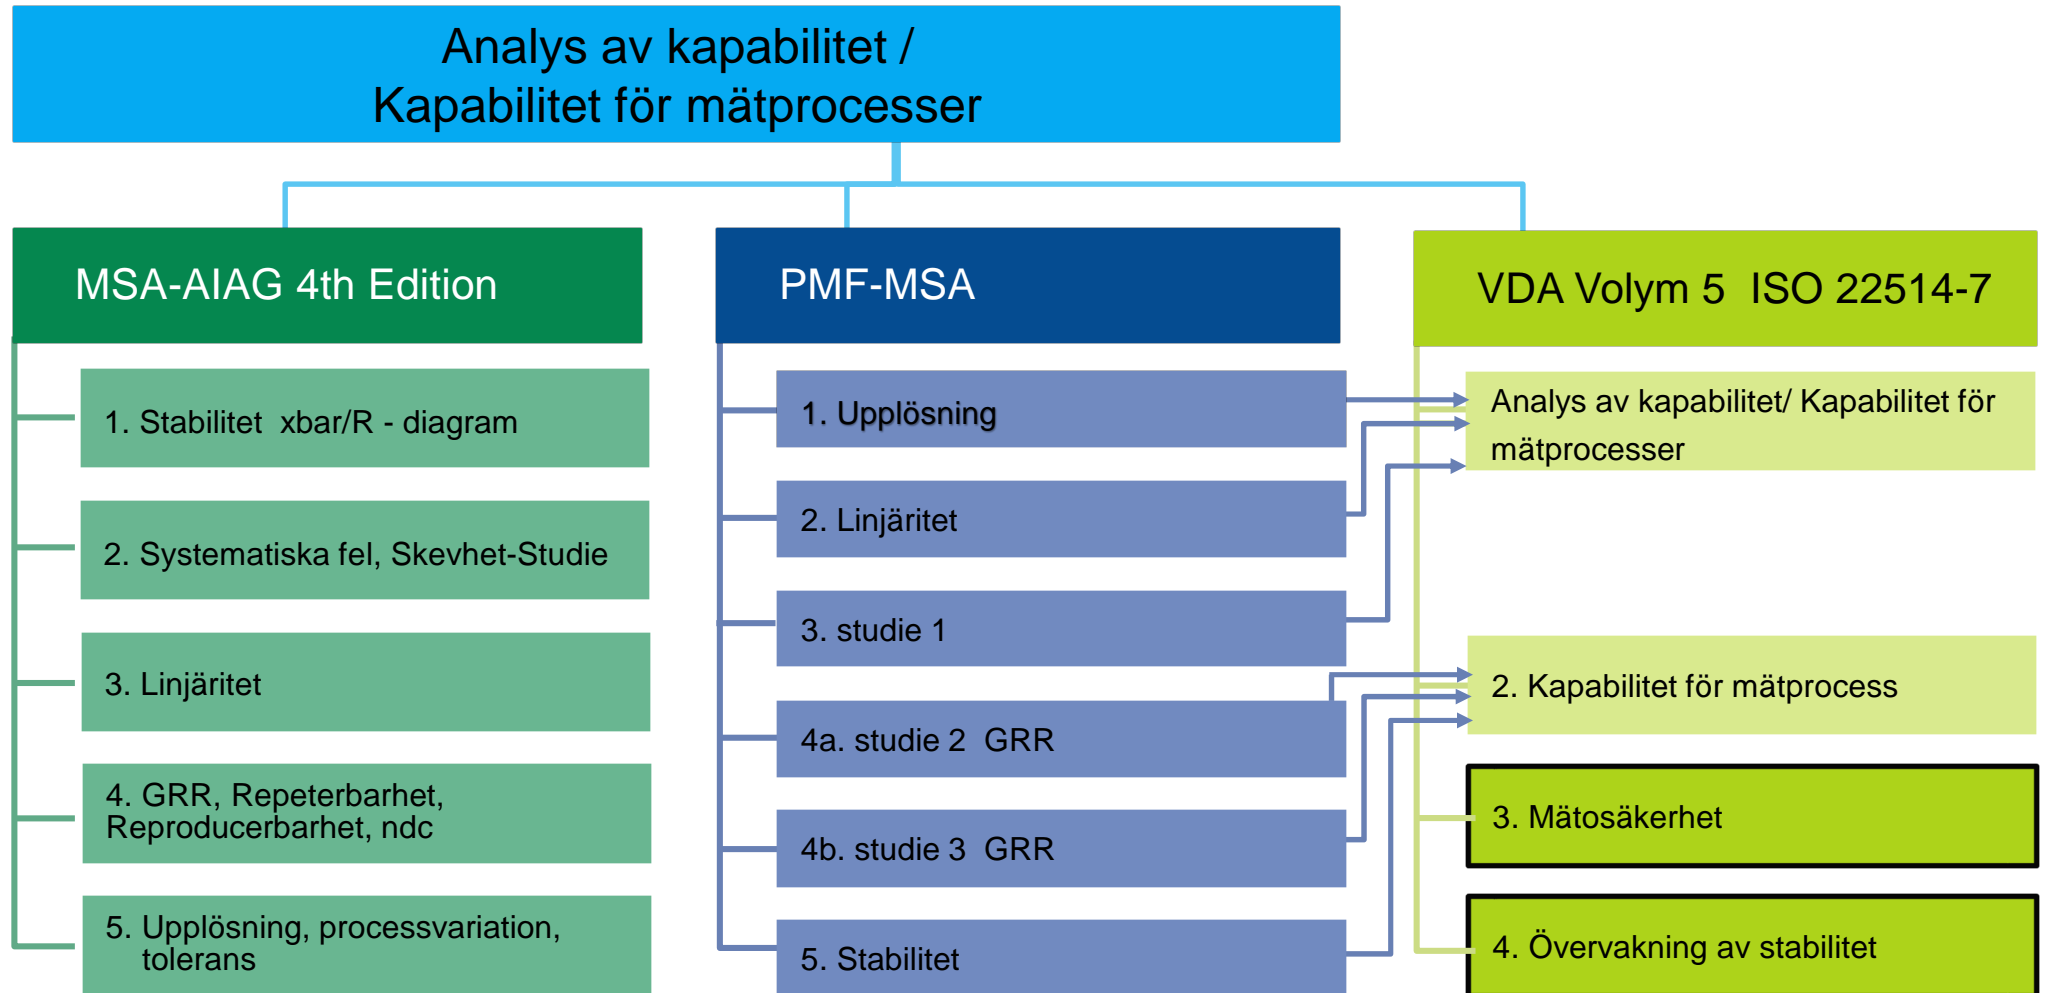 Analys av kapabilitet /
Kapabilitet för mätprocesser
MSA-AIAG 4th Edition
1. Stabilitet xbar/R - diagram
2. Systematiska fel, Skevhet-Studie
3. Linjäritet
4. GRR, Repeterbarhet,
Reproducerbarhet, ndc
5. Upplösning, processvariation,
tolerans
PMF-MSA
1. Upplösning
2. Linjäritet
3. studie 1
4a. studie 2 GRR
4b. studie 3 GRR
5. Stabilitet
VDA Volym 5 ISO 22514-7
Analys av kapabilitet/ Kapabilitet för
mätprocesser
2. Kapabilitet för mätprocess
3. Mätosäkerhet
4. Övervakning av stabilitet